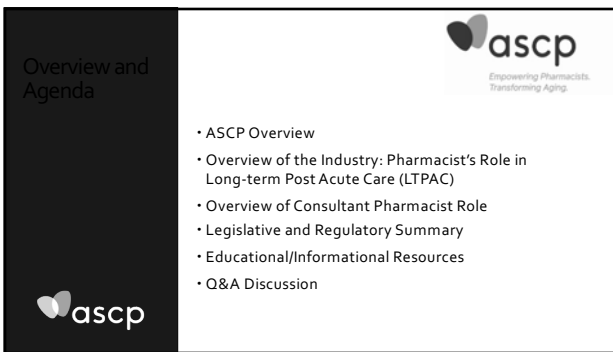 Overview and
Agenda
ascp
Empowering Pharmacists.
Transforming Aging.
• ASCP Overview
• Overview of the Industry: Pharmacist's Role in
Long-term Post Acute Care (LTPAC)
• Overview of Consultant Pharmacist Role
• Legislative and Regulatory Summary
• Educational/Informational Resources
• Q&A Discussion
ascp